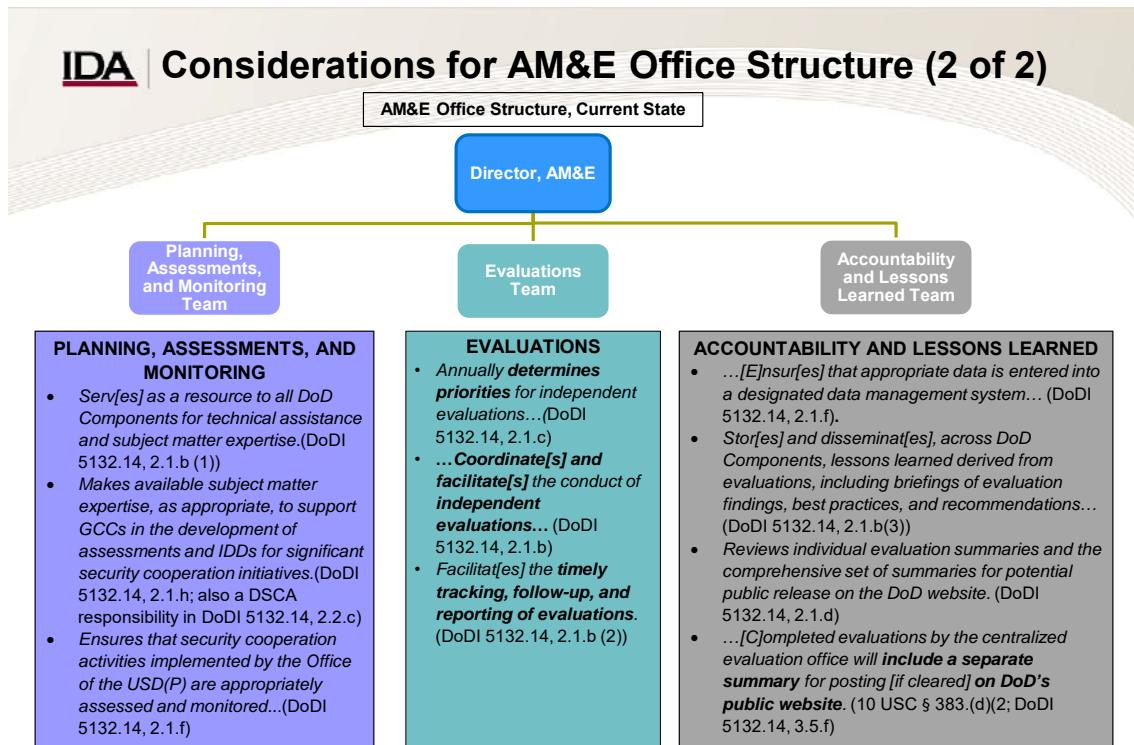 IDA
Considerations for AM&E Office Structure (2 of 2)
AM&E Office Structure, Current State
Director, AM&E
Planning,
Assessments,
and Monitoring
Team
Evaluations
Team
Accountability
and Lessons
Learned Team
PLANNING, ASSESSMENTS, AND
MONITORING
• Serv[es] as a resource to all DoD
Components for technical assistance
and subject matter expertise.(DoDI
5132.14, 2.1.b (1))
• Makes available subject matter
expertise, as appropriate, to support
GCCs in the development of
assessments and IDDs for significant
security cooperation initiatives.(DoDI
5132.14, 2.1.h; also a DSCA
responsibility in DoDI 5132.14, 2.2.c)
• Ensures that security cooperation
activities implemented by the Office
of the USD(P) are appropriately
assessed and monitored...(DoDI
5132.14, 2.1.f)
EVALUATIONS
• Annually determines
priorities for independent
evaluations…(DoDI
5132.14, 2.1.c)
• …Coordinate[s] and
facilitate[s] the conduct of
independent
evaluations… (DoDI
5132.14, 2.1.b)
• Facilitat[es] the timely
tracking, follow-up, and
reporting of evaluations.
(DoDI 5132.14, 2.1.b (2))
ACCOUNTABILITY AND LESSONS LEARNED
• …[E]nsur[es] that appropriate data is entered into
a designated data management system… (DoDI
5132.14, 2.1.f).
• Stor[es] and disseminat[es], across DoD
Components, lessons learned derived from
evaluations, including briefings of evaluation
findings, best practices, and recommendations…
(DoDI 5132.14, 2.1.b(3))
• Reviews individual evaluation summaries and the
comprehensive set of summaries for potential
public release on the DoD website. (DoDI
5132.14, 2.1.d)
• …[C]ompleted evaluations by the centralized
evaluation office will include a separate
summary for posting [if cleared] on DoD's
public website. (10 USC § 383.(d)(2; DoDI
5132.14, 3.5.f)